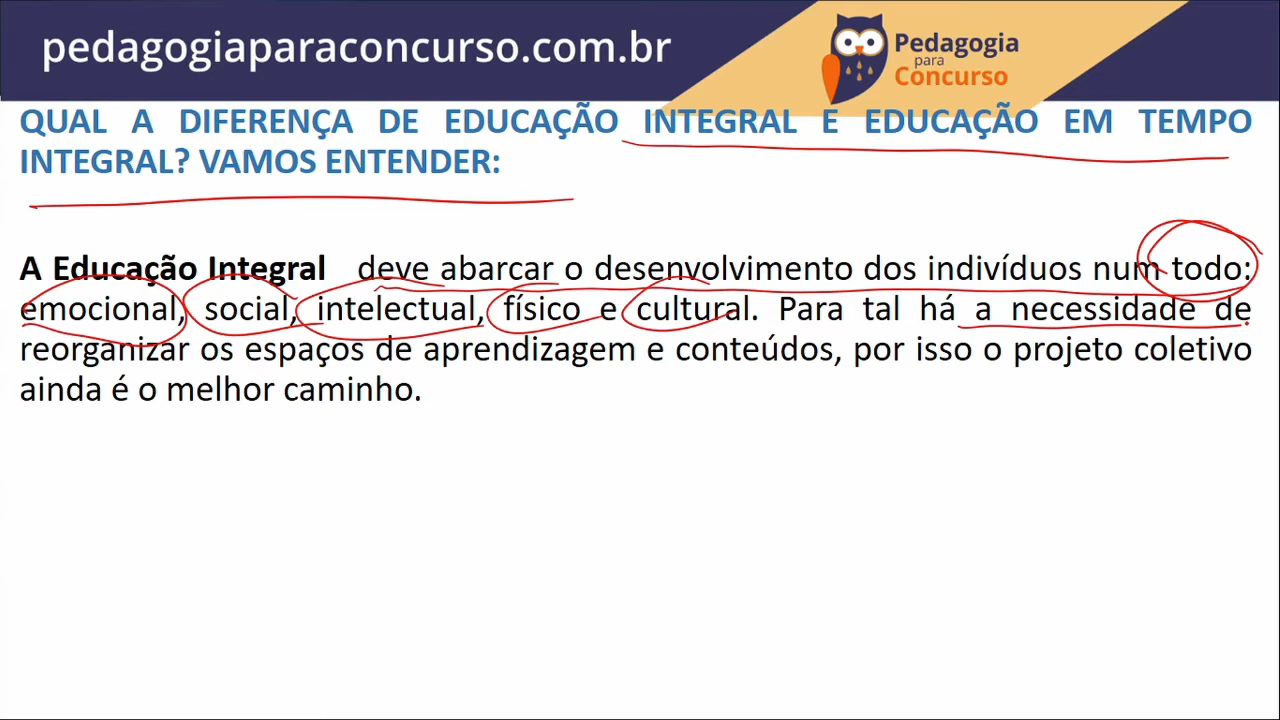 pedagogiaparaconcurso.com.br
Pedagogia
para
Concurso
QUAL A DIFERENÇA DE EDUCAÇÃO INTEGRAL E EDUCAÇÃO EM TEMPO
INTEGRAL? VAMOS ENTENDER:
A Educação Integral deve abarcar o desenvolvimento dos indivíduos num todo:
emocional, social, intelectual, físico e cultural. Para tal há a necessidade de
reorganizar os espaços de aprendizagem e conteúdos, por isso o projeto coletivo
ainda é o melhor caminho.